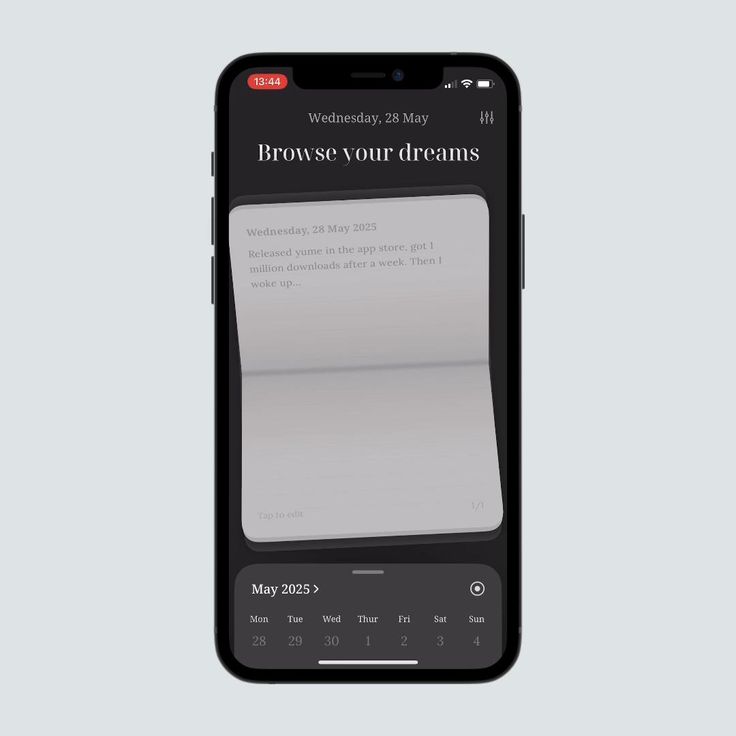 13:44
Wednesday, 28 May
Browse your dreams
Wednesday, 28 May 2025
Released yume in the app store, got 1
million downloads after a week. Then I
woke up...
Tap to edit
1/1
May 2025 >
Mon Tue Wed Thur Fri Sat Sun
28 29 30 1 2 3 4